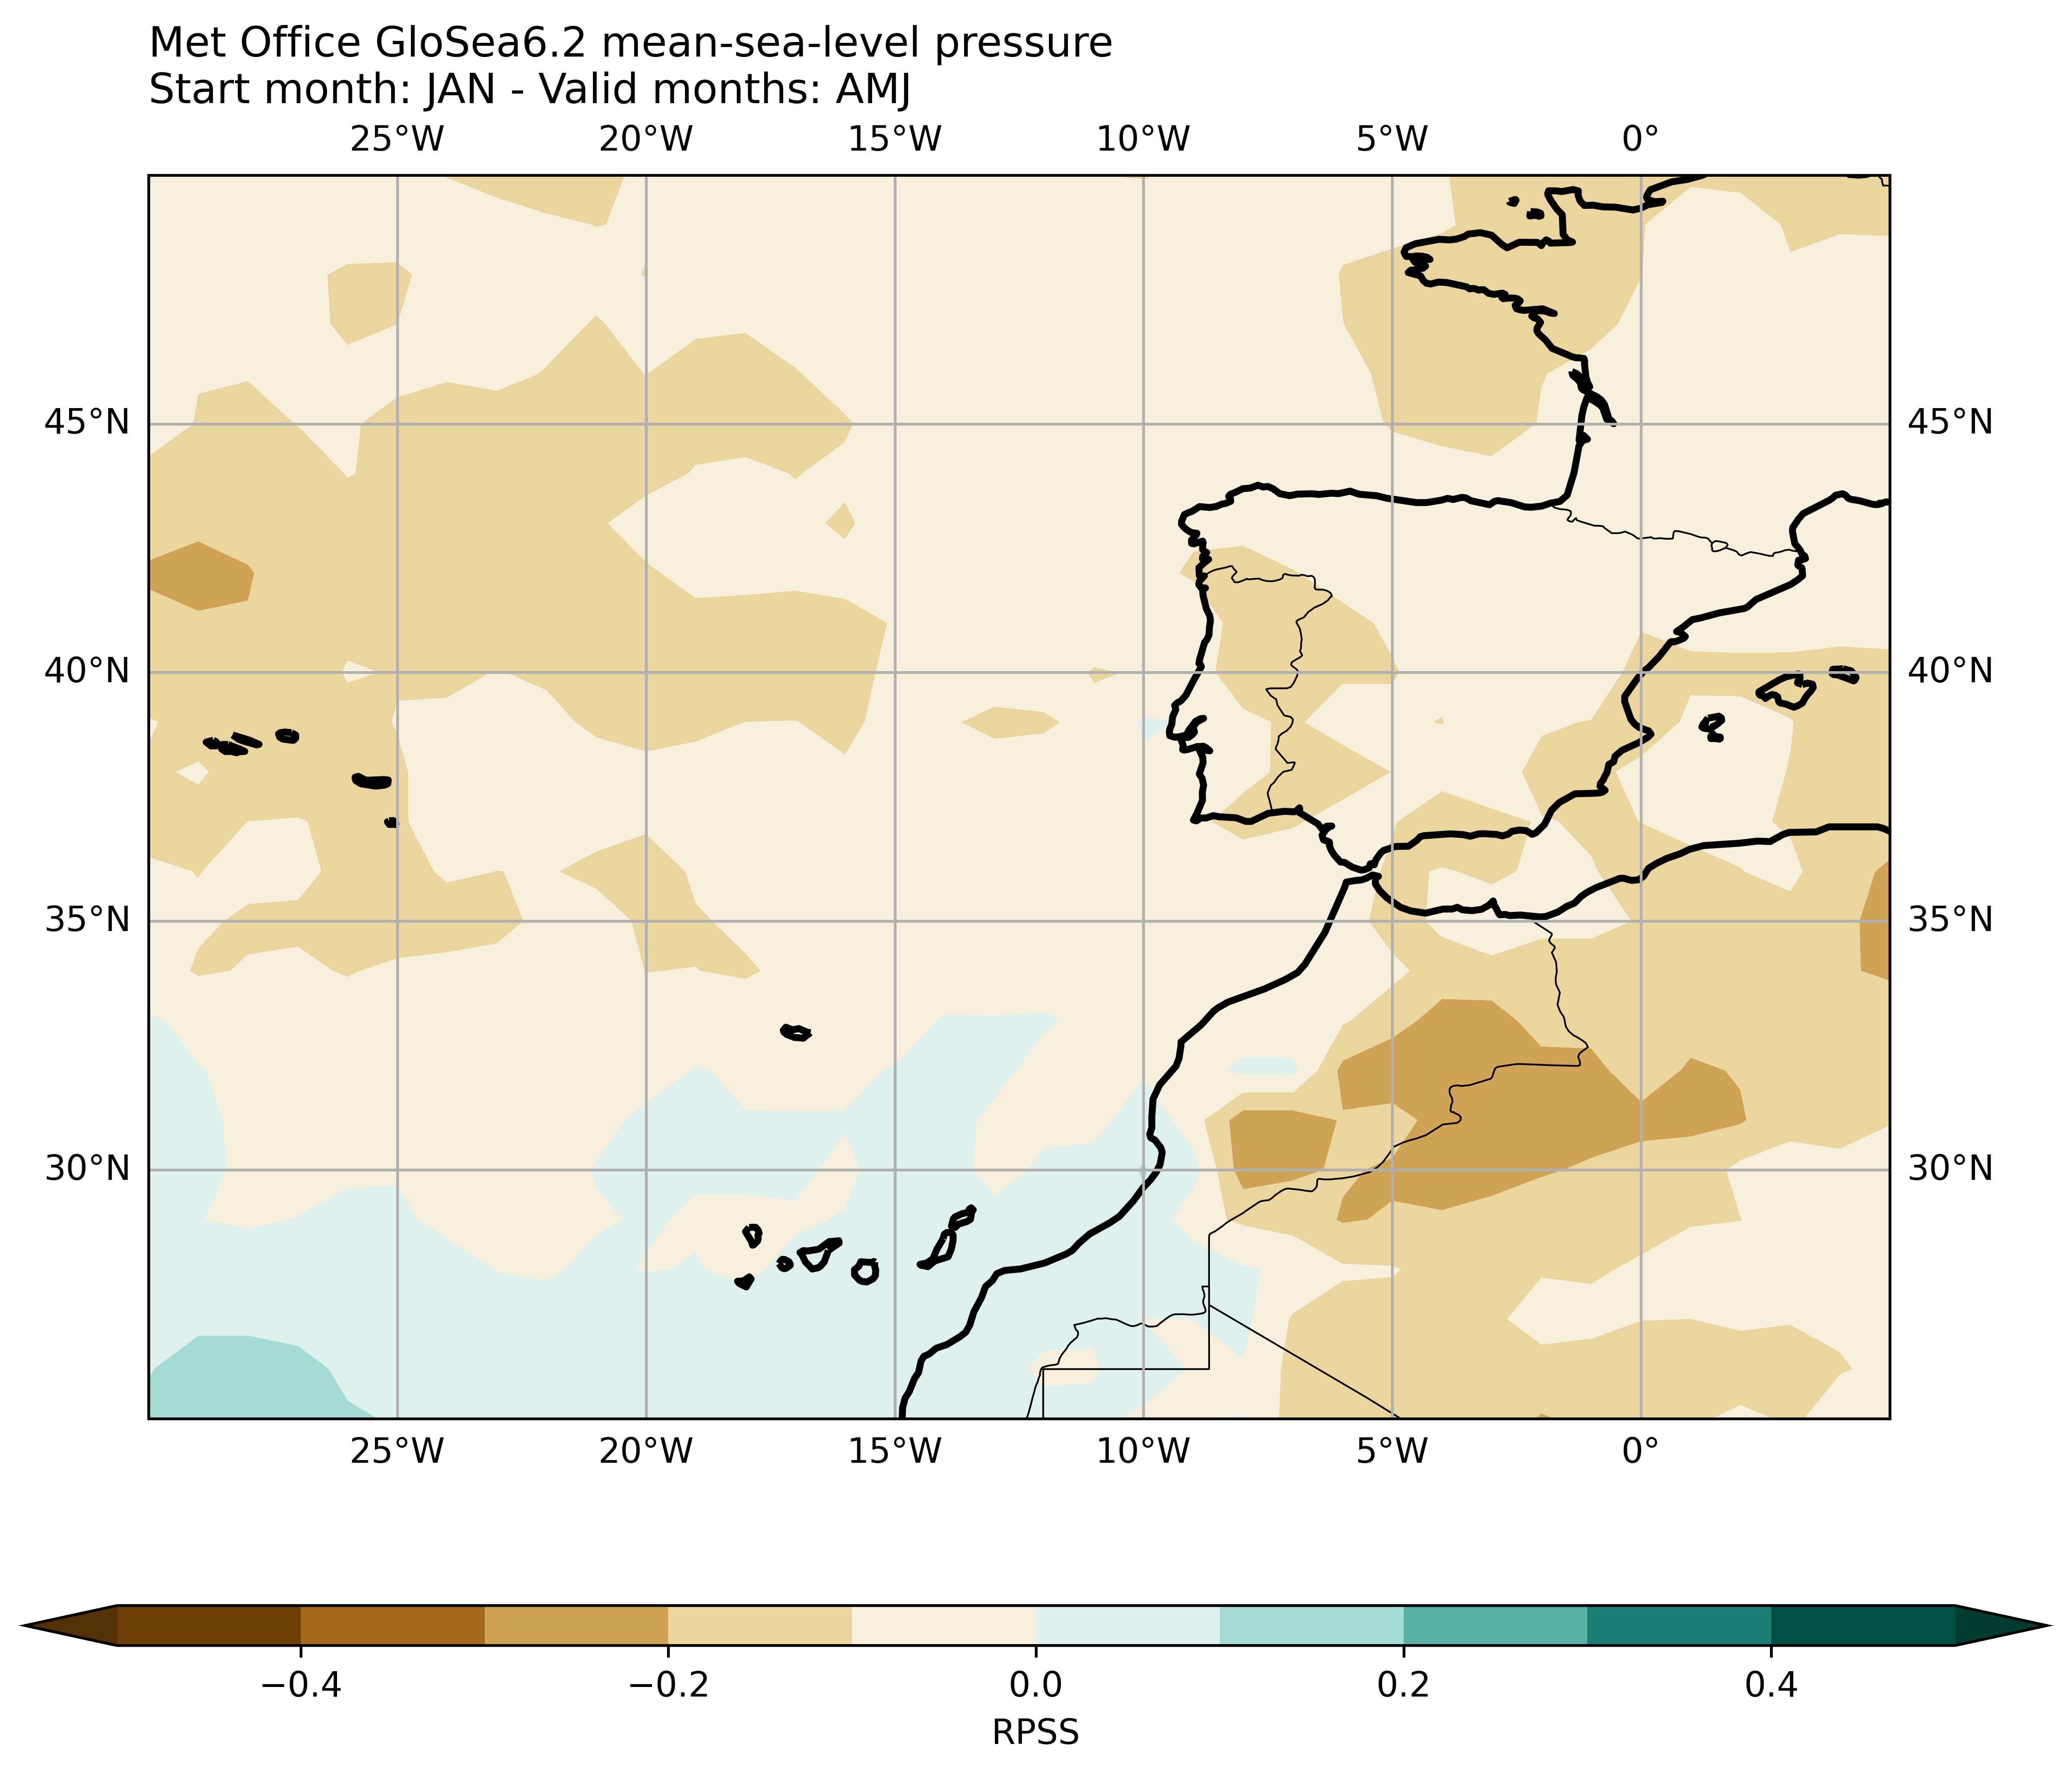 Met Office GloSea6.2 mean-sea-level pressure
Start month: JAN - Valid months: AMJ
25°W 20°W 15°W 10°W 5°W 0°
45°N 45°N
40°N 40°N
35°N 35°N
30°N 30°N
25°W 20°W 15°W 10°W 5°W 0°
−0.4 −0.2 0.0 0.2 0.4
RPSS